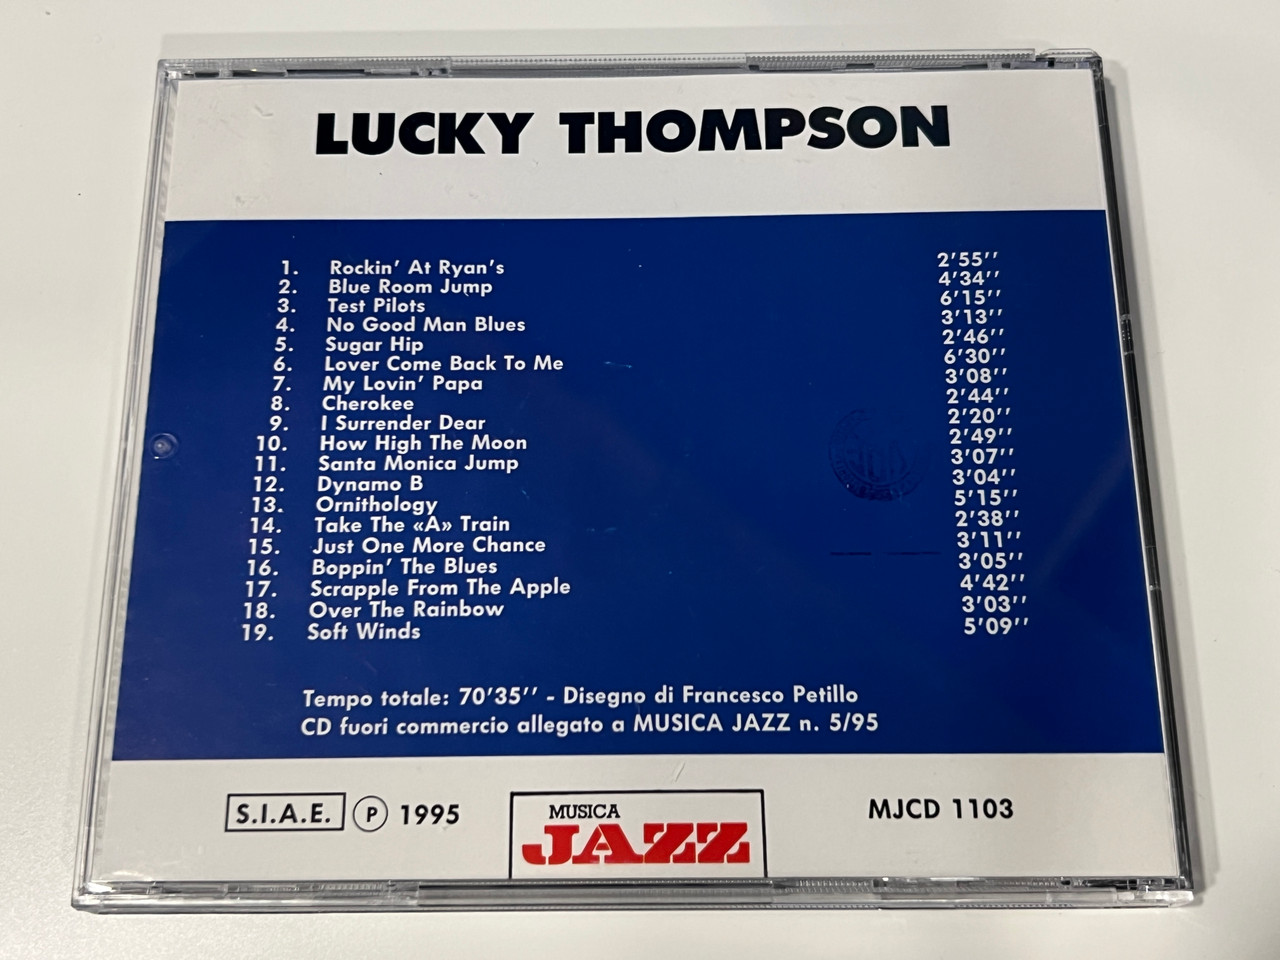 LUCKY THOMPSON
1. Rockin' At Ryan's 2'55''
2. Blue Room Jump 4'34''
3. Test Pilots 6'15''
4. No Good Man Blues 3'13''
5. Sugar Hip 2'46''
6. Lover Come Back To Me 6'30''
7. My Lovin' Papa 3'08''
8. Cherokee 2'44''
9. I Surrender Dear 2'20''
10. How High The Moon 2'49''
11. Santa Monica Jump 3'07''
12. Dynamo B 3'04''
13. Ornithology 5'15''
14. Take The «A» Train 2'38''
15. Just One More Chance 3'11''
16. Boppin' The Blues 3'05''
17. Scrapple From The Apple 4'42''
18. Over The Rainbow 3'03''
19. Soft Winds 5'09''
Tempo totale: 70'35'' - Disegno di Francesco Petillo
CD fuori commercio allegato a MUSICA JAZZ n. 5/95
S.I.A.E. P 1995
MUSICA
JAZZ
MJCD 1103